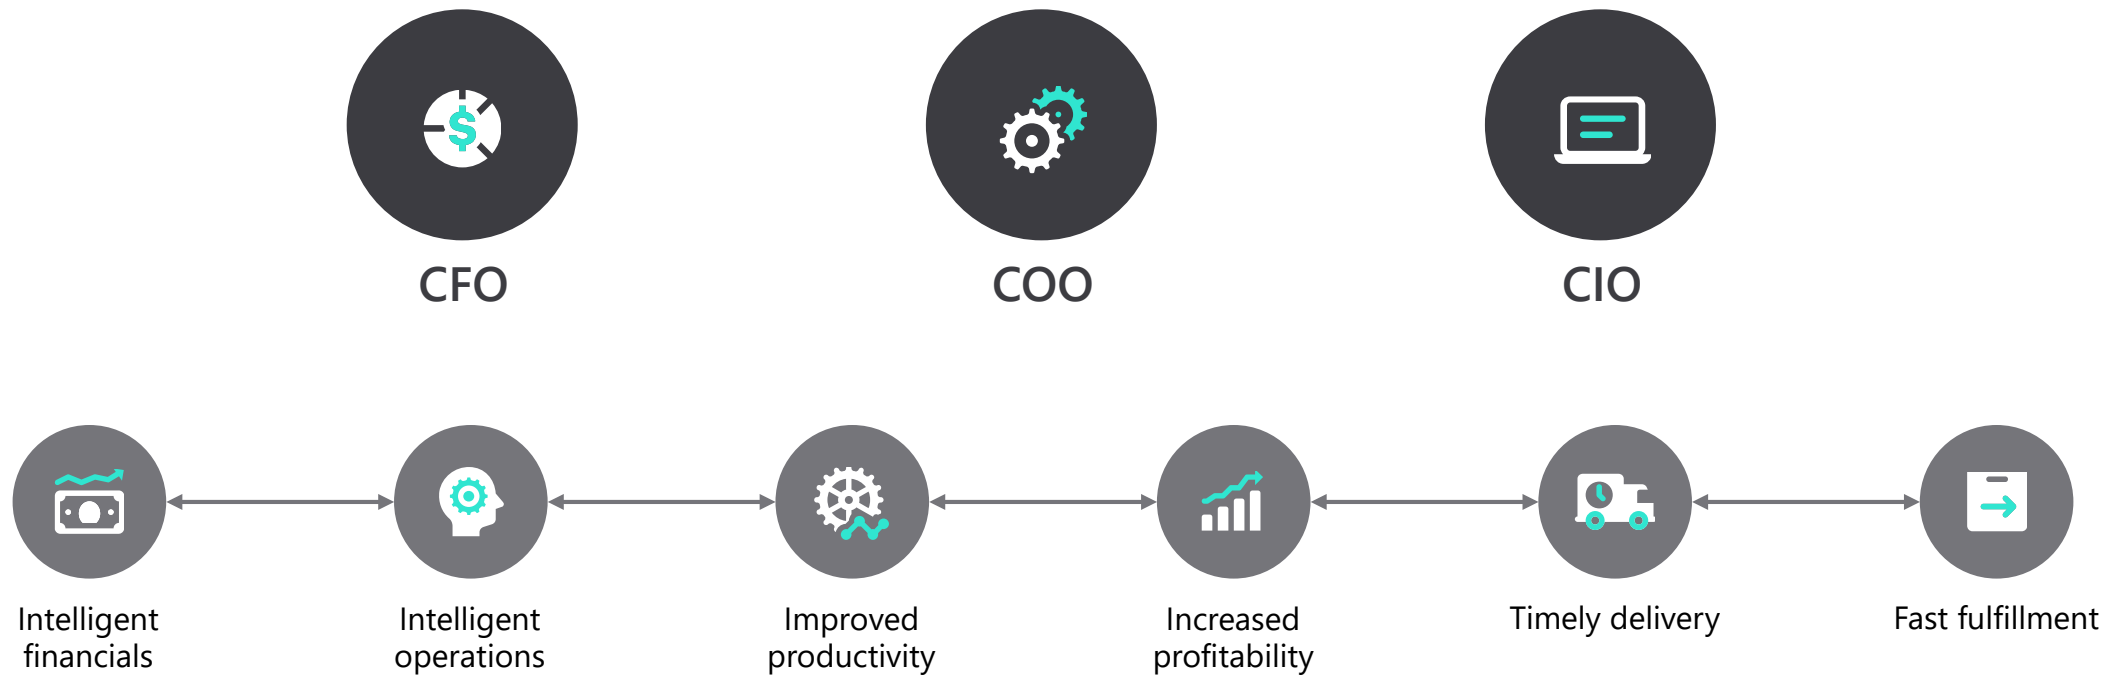 CFO
COO
CIO
Intelligent
financials
Intelligent
operations
Improved
productivity
Increased
profitability
Timely delivery
Fast fulfillment